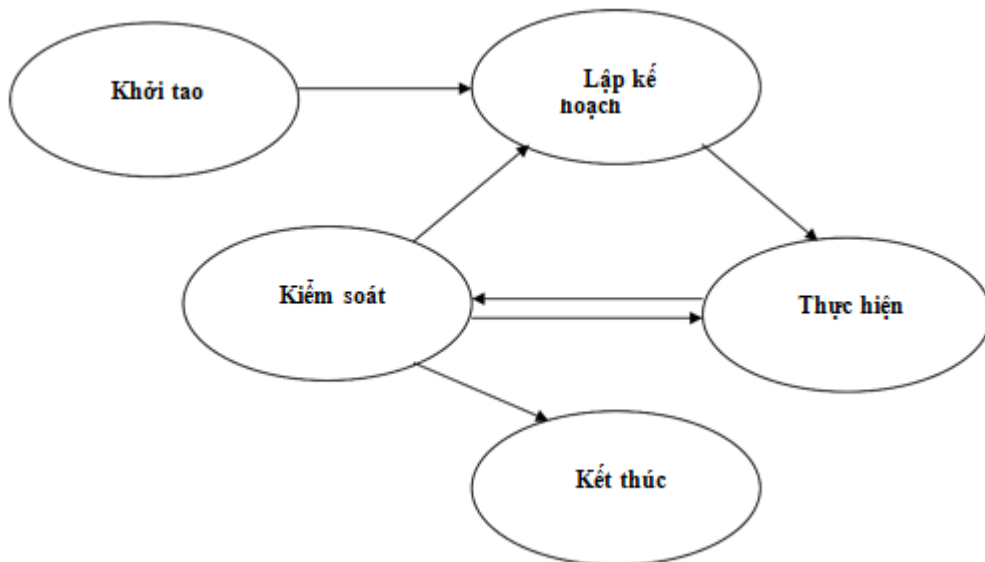 Khởi tao
Lập kế
hoạch
Kiểm soát
Thực hiện
Kết thúc